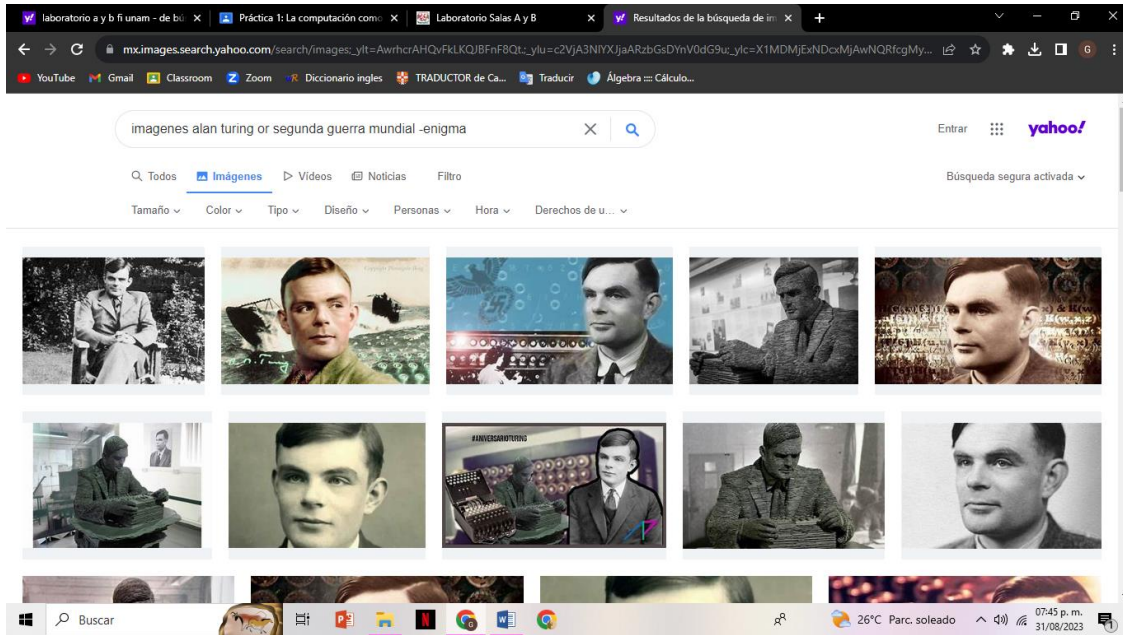 laboratorio a y b fi unam - de bú
Práctica 1: La computación como
Laboratorio Salas A y B
Resultados de la búsqueda de im
mx.images.search.yahoo.com/search/images;_ylt=AwrhcrAHQvFkLKQJBFnF8Qt.;_ylu=c2VjA3NlYXJjaARzbGsDYnV0dG9u;_ylc=X1MDMjExNDcxMjAwNQRfcgMy...
YouTube Gmail Classroom Zoom Diccionario ingles TRADUCTOR de Ca... Traducir Álgebra :::: Cálculo...
imagenes alan turing or segunda guerra mundial -enigma
Entrar
yahoo!
Todos Imágenes Vídeos Noticias Filtro
Búsqueda segura activada
Tamaño Color Tipo Diseño Personas Hora Derechos de u...
#ANIVERSARIOTURING
Buscar
26°C Parc. soleado
07:45 p. m.
31/08/2023